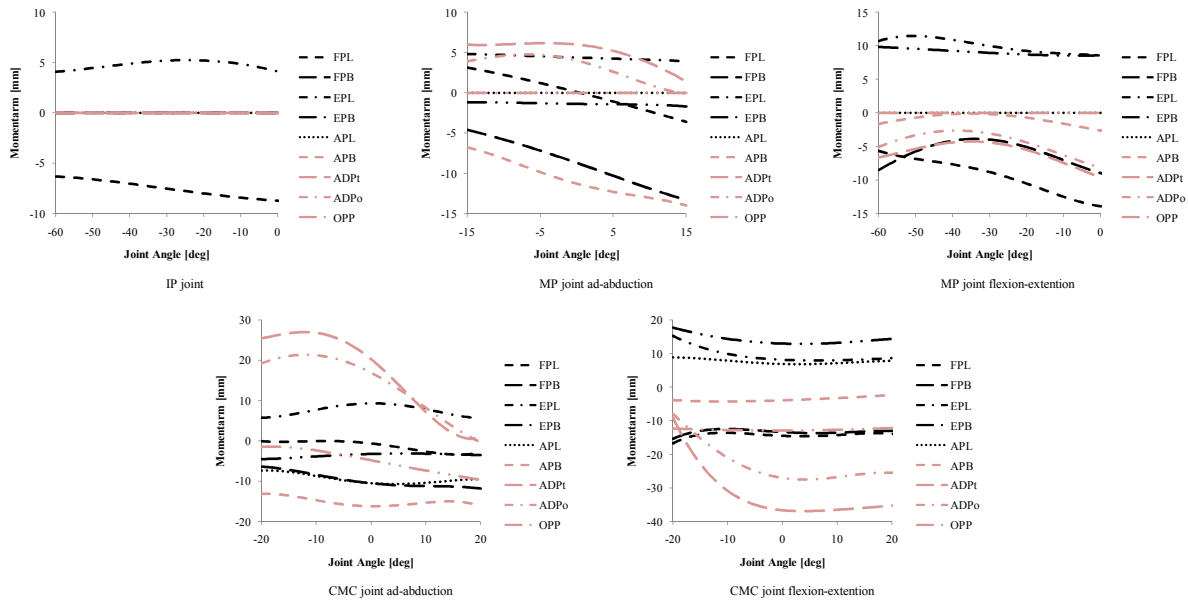 10
5
0
-5
-10
-60 -50 -40 -30 -20 -10 0
Momentarm [mm]
Joint Angle [deg]
FPL
FPB
EPL
EPB
APL
APB
ADPt
ADPo
OPP
IP joint
10
5
0
-5
-10
-15
-15 -5 5 15
Momentarm [mm]
Joint Angle [deg]
FPL
FPB
EPL
EPB
APL
APB
ADPt
ADPo
OPP
MP joint ad-abduction
15
10
5
0
-5
-10
-15
-60 -50 -40 -30 -20 -10 0
Momentarm [mm]
Joint Angle [deg]
FPL
FPB
EPL
EPB
APL
APB
ADPt
ADPo
OPP
MP joint flexion-extention
30
20
10
0
-10
-20
-20 -10 0 10 20
Momentarm [mm]
Joint Angle [deg]
FPL
FPB
EPL
EPB
APL
APB
ADPt
ADPo
OPP
CMC joint ad-abduction
20
10
0
-10
-20
-30
-40
-20 -10 0 10 20
Momentarm [mm]
Joint Angle [deg]
FPL
FPB
EPL
EPB
APL
APB
ADPt
ADPo
OPP
CMC joint flexion-extention